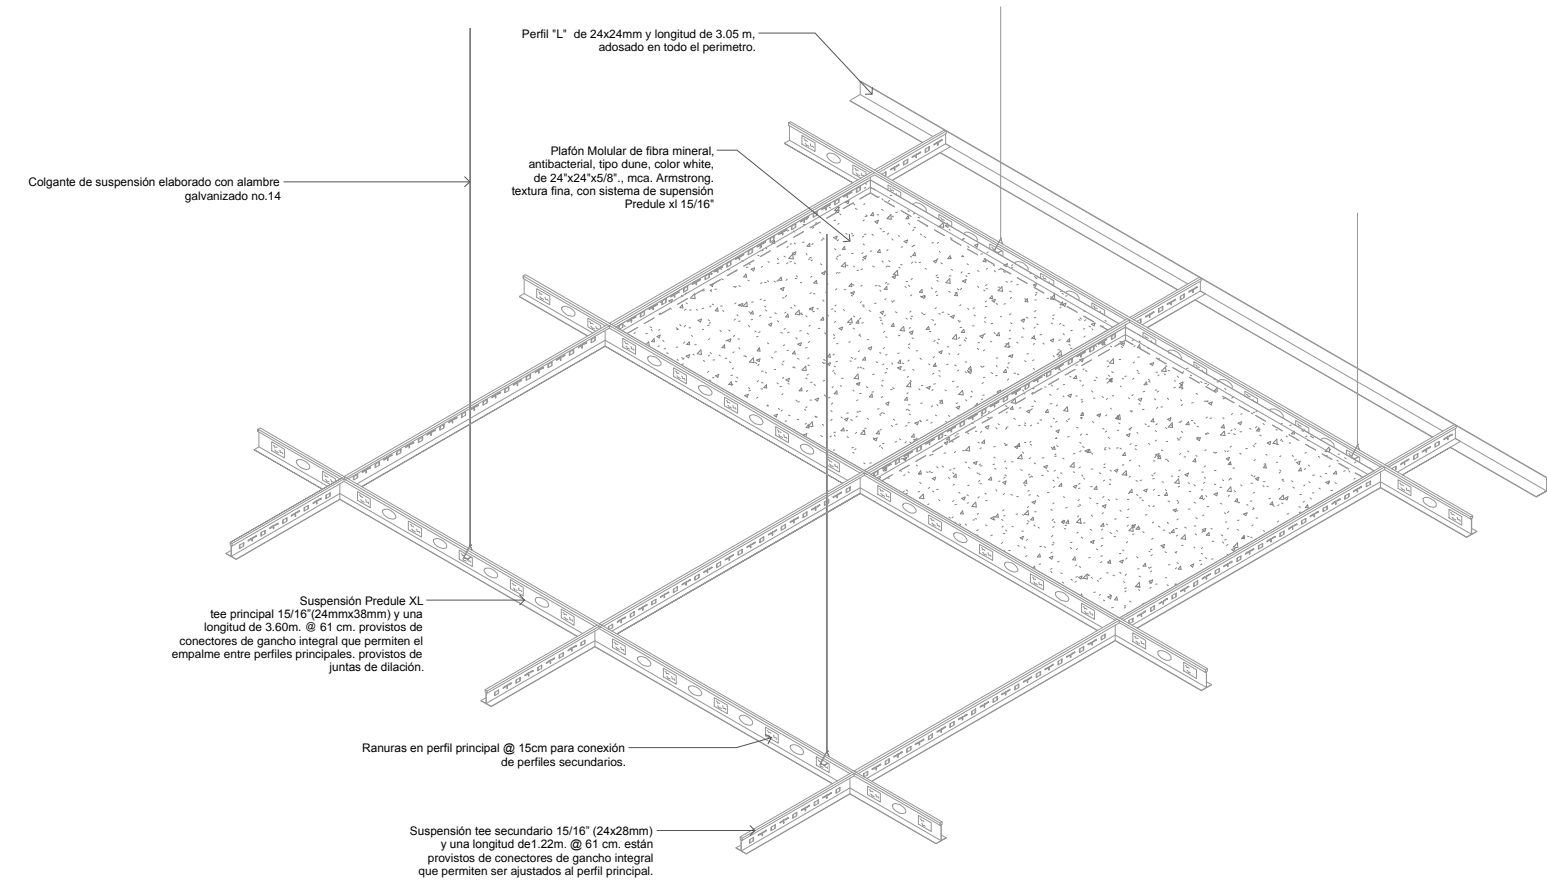 Perfil "L"  de 24x24mm y longitud de 3.05 m,
adosado en todo el perimetro.
Plafón Molular de fibra mineral,
antibacterial, tipo dune, color white,
de 24"x24"x5/8"., mca. Armstrong.
textura fina, con sistema de supensión
Predule xl 15/16"
Colgante de suspensión elaborado con alambre
galvanizado no.14
Suspensión Predule XL
tee principal 15/16"(24mmx38mm) y una
longitud de 3.60m. @ 61 cm. provistos de
conectores de gancho integral que permiten el
empalme entre perfiles principales. provistos de
juntas de dilación.
Ranuras en perfil principal @ 15cm para conexión
de perfiles secundarios.
Suspensión tee secundario 15/16" (24x28mm)
y una longitud de1.22m. @ 61 cm. están
provistos de conectores de gancho integral
que permiten ser ajustados al perfil principal.